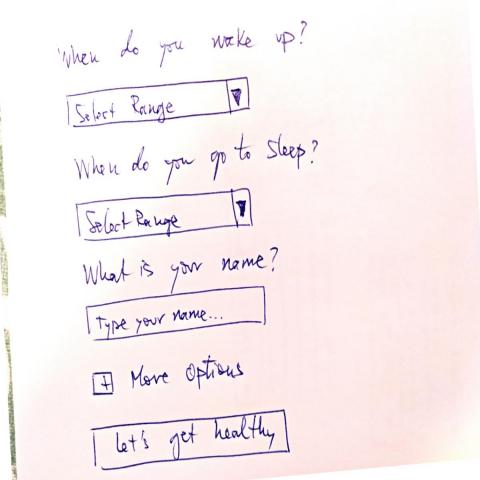 When do you wake up?
Select Range
When do you go to sleep?
Select Range
What is your name?
Type your name...
+ More Options
Let's get healthy